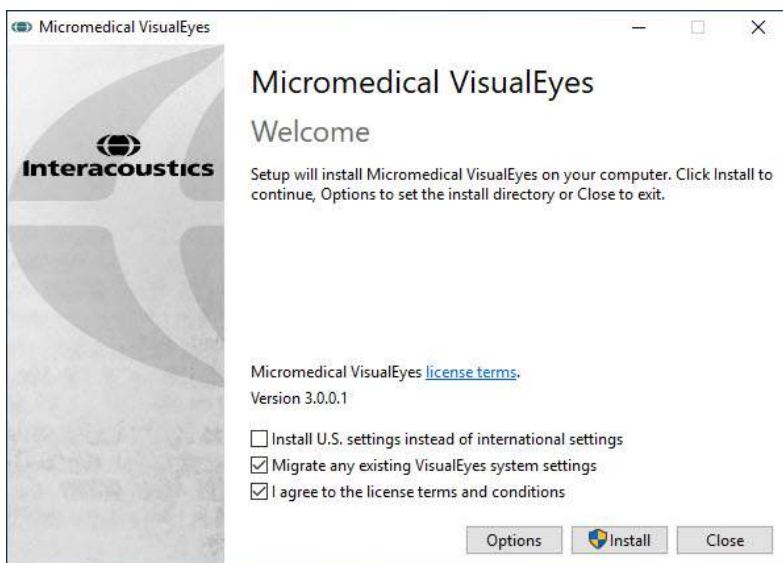 Micromedical VisualEyes
Interacoustics
Micromedical VisualEyes
Welcome
Setup will install Micromedical VisualEyes on your computer. Click Install to
continue, Options to set the install directory or Close to exit.
Micromedical VisualEyes license terms.
Version 3.0.0.1
Install U.S. settings instead of international settings
Migrate any existing VisualEyes system settings
I agree to the license terms and conditions
Options Install Close